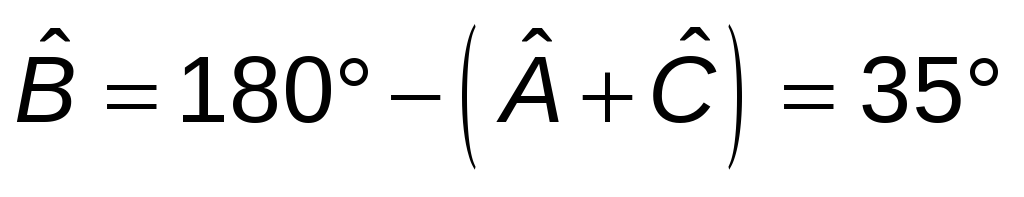 B̂ = 180° − ( Â + Ĉ ) = 35°